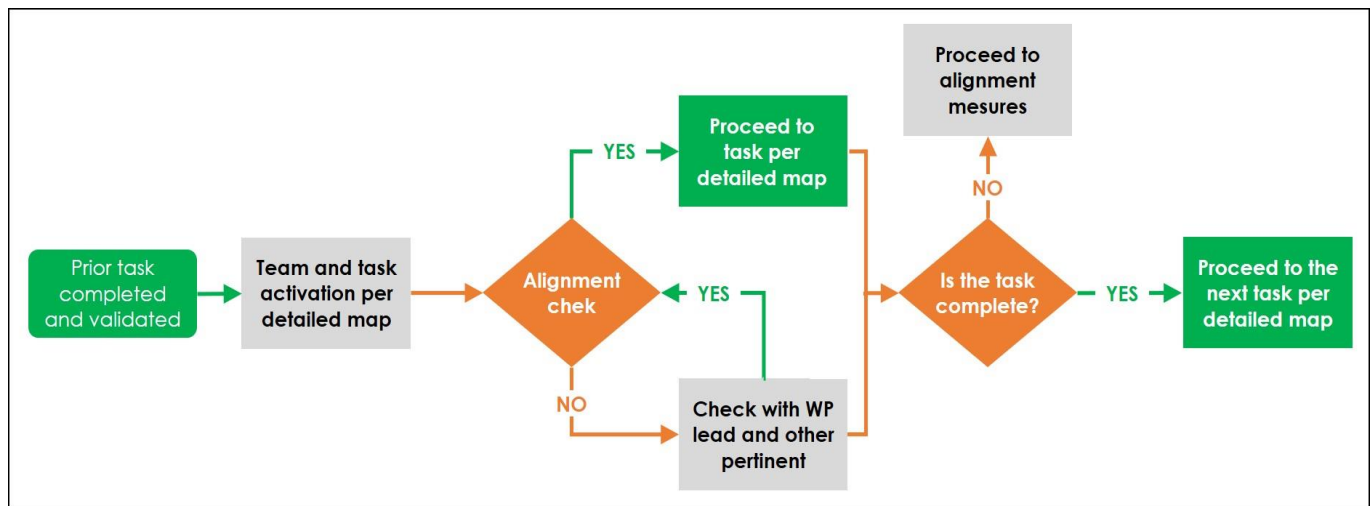 Prior task
completed
and validated
Team and task
activation per
detailed map
Alignment
chek
YES
Proceed to
task per
detailed map
NO
YES
Check with WP
lead and other
pertinent
Is the task
complete?
NO
Proceed to
alignment
mesures
YES
Proceed to the
next task per
detailed map